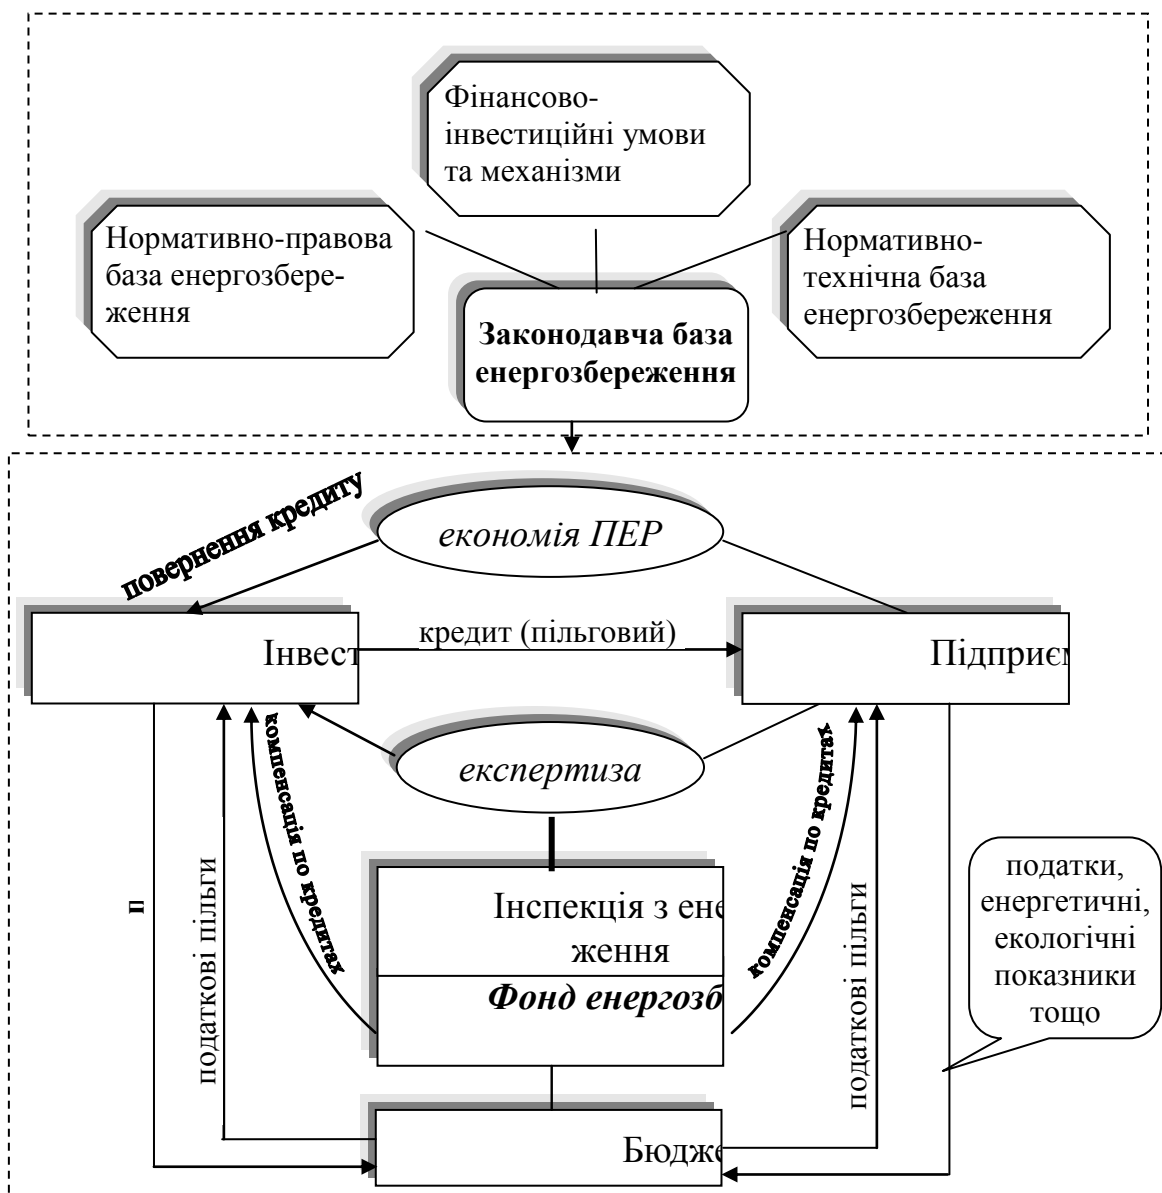 Фінансово-
інвестиційні умови
та механізми
Нормативно-правова
база енергозбере-
ження
Нормативно-
технічна база
енергозбереження
Законодавча база
енергозбереження
повернення кредиту
економія ПЕР
Інвест
кредит (пільговий)
Підприєм
експертиза
компенсація по кредитах
компенсація по кредитах
п
податкові пільги
Інспекція з ене
ження
Фонд енергозб
податкові пільги
податки,
енергетичні,
екологічні
показники
тощо
Бюдже